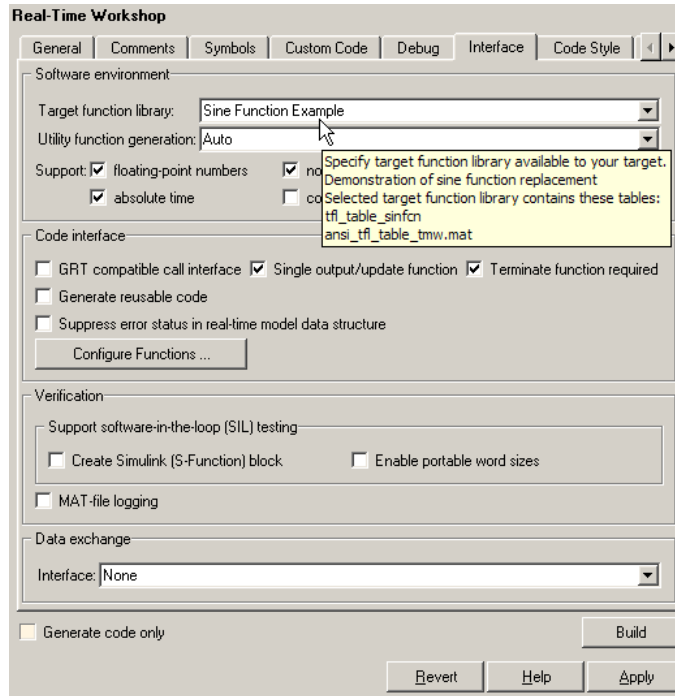 Real-Time Workshop
General Comments Symbols Custom Code Debug Interface Code Style
Software environment
Target function library: Sine Function Example
Utility function generation: Auto
Support: floating-point numbers
absolute time
Specify target function library available to your target.
Demonstration of sine function replacement
Selected target function library contains these tables:
tfl_table_sinfcn
ansi_tfl_table_tmw.mat
Code interface
GRT compatible call interface Single output/update function Terminate function required
Generate reusable code
Suppress error status in real-time model data structure
Configure Functions ...
Verification
Support software-in-the-loop (SIL) testing
Create Simulink (S-Function) block Enable portable word sizes
MAT-file logging
Data exchange
Interface: None
Generate code only Build
Revert Help Apply